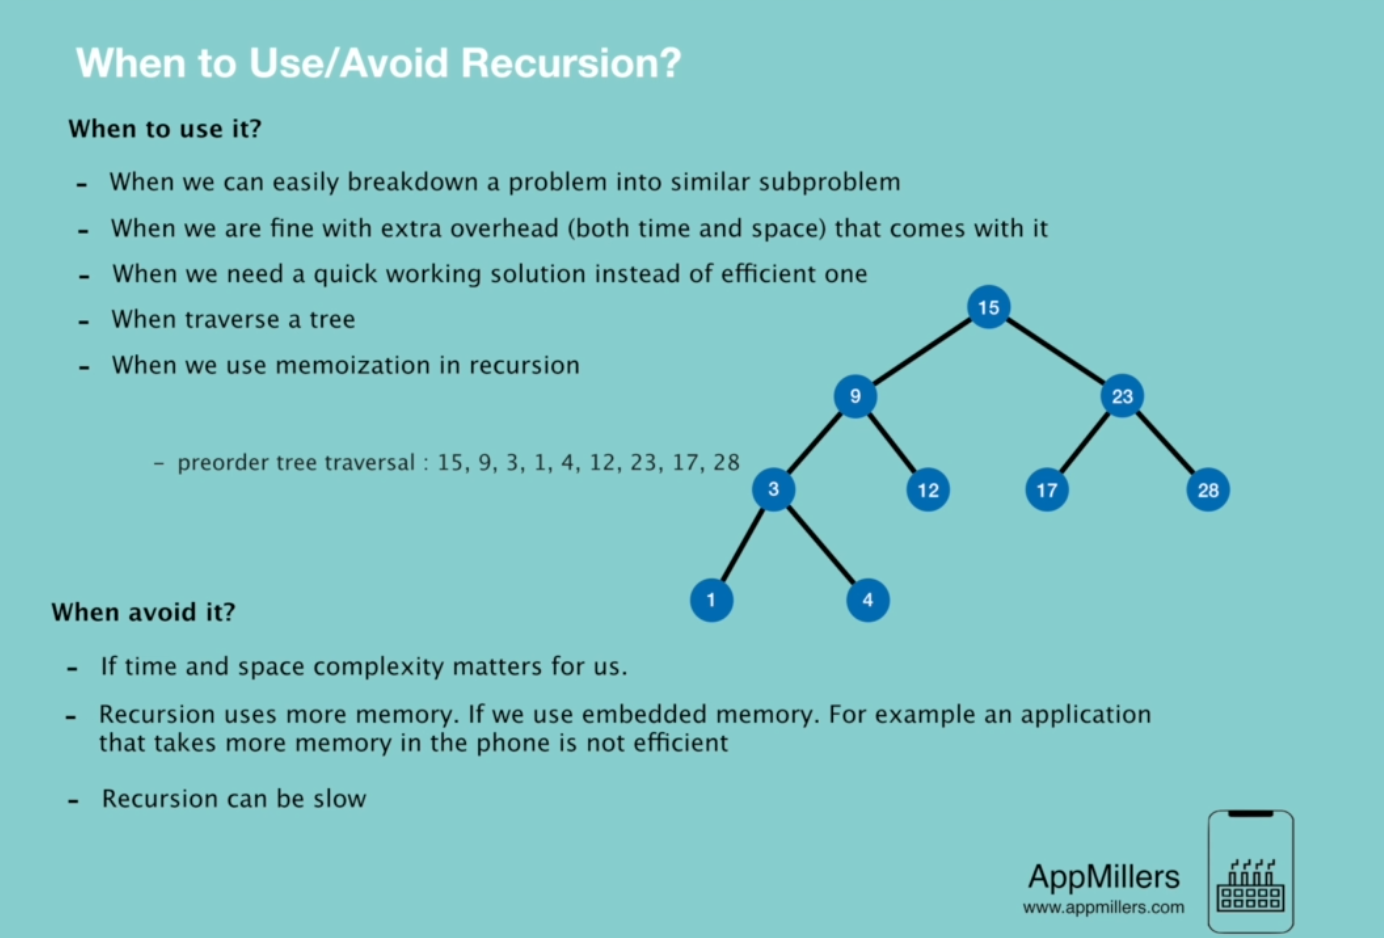 When to Use/Avoid Recursion?
When to use it?
- When we can easily breakdown a problem into similar subproblem
- When we are fine with extra overhead (both time and space) that comes with it
- When we need a quick working solution instead of efficient one
- When traverse a tree
- When we use memoization in recursion
- preorder tree traversal : 15, 9, 3, 1, 4, 12, 23, 17, 28
15
9
23
3
12
17
28
1
4
When avoid it?
- If time and space complexity matters for us.
- Recursion uses more memory. If we use embedded memory. For example an application
that takes more memory in the phone is not efficient
- Recursion can be slow
AppMillers
www.appmillers.com